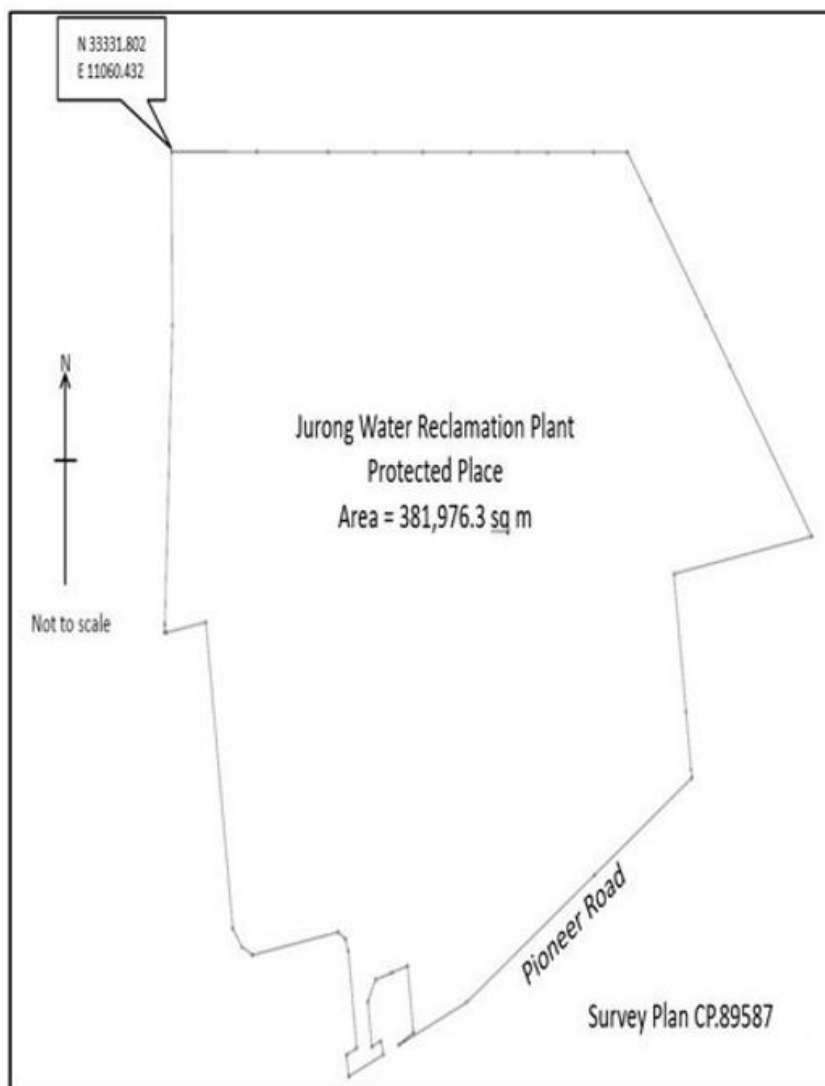 N 33331.802
E 11060.432
N
Jurong Water Reclamation Plant
Protected Place
Area = 381,976.3 sq m
Not to scale
Pioneer Road
Survey Plan CP.89587